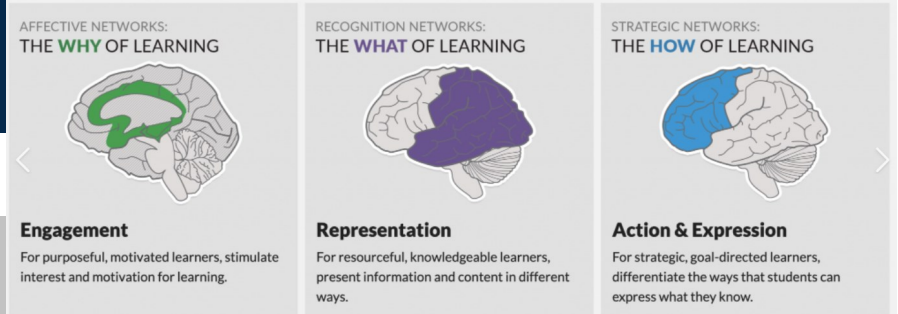 AFFECTIVE NETWORKS:
THE WHY OF LEARNING
Engagement
For purposeful, motivated learners, stimulate
interest and motivation for learning.
RECOGNITION NETWORKS:
THE WHAT OF LEARNING
Representation
For resourceful, knowledgeable learners,
present information and content in different
ways.
STRATEGIC NETWORKS:
THE HOW OF LEARNING
Action & Expression
For strategic, goal-directed learners,
differentiate the ways that students can
express what they know.